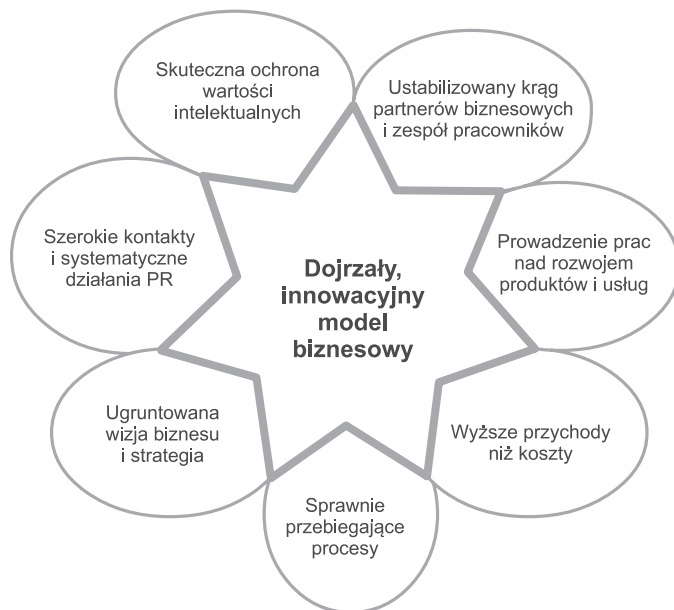 Skuteczna ochrona
wartości
intelektualnych
Ustabilizowany krąg
partnerów biznesowych
i zespół pracowników
Szerokie kontakty
i systematyczne
działania PR
Dojrzały,
innowacyjny
model
biznesowy
Prowadzenie prac
nad rozwojem
produktów i usług
Ugruntowana
wizja biznesu
i strategia
Wyższe przychody
niż koszty
Sprawnie
przebiegające
procesy